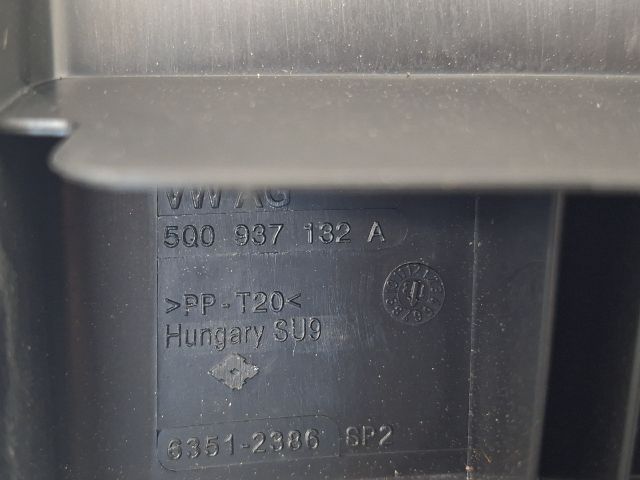 VW AG
5Q0 937 132 A
>PP-T20<
Hungary SU9
6351-2386 SP2